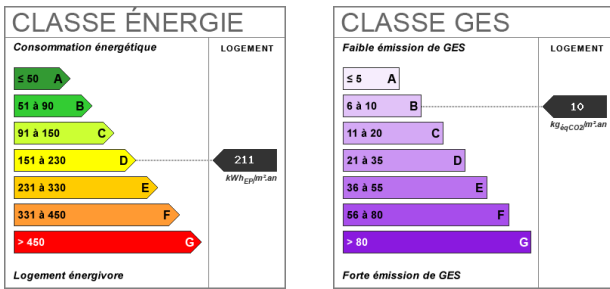 CLASSE ÉNERGIE
Consommation énergétique
LOGEMENT
≤ 50 A
51 à 90 B
91 à 150 C
151 à 230 D
211
kWhEP/m².an
231 à 330 E
331 à 450 F
> 450 G
Logement énergivore
CLASSE GES
Faible émission de GES
LOGEMENT
≤ 5 A
6 à 10 B
10
kgéqCO2/m².an
11 à 20 C
21 à 35 D
36 à 55 E
56 à 80 F
> 80 G
Forte émission de GES